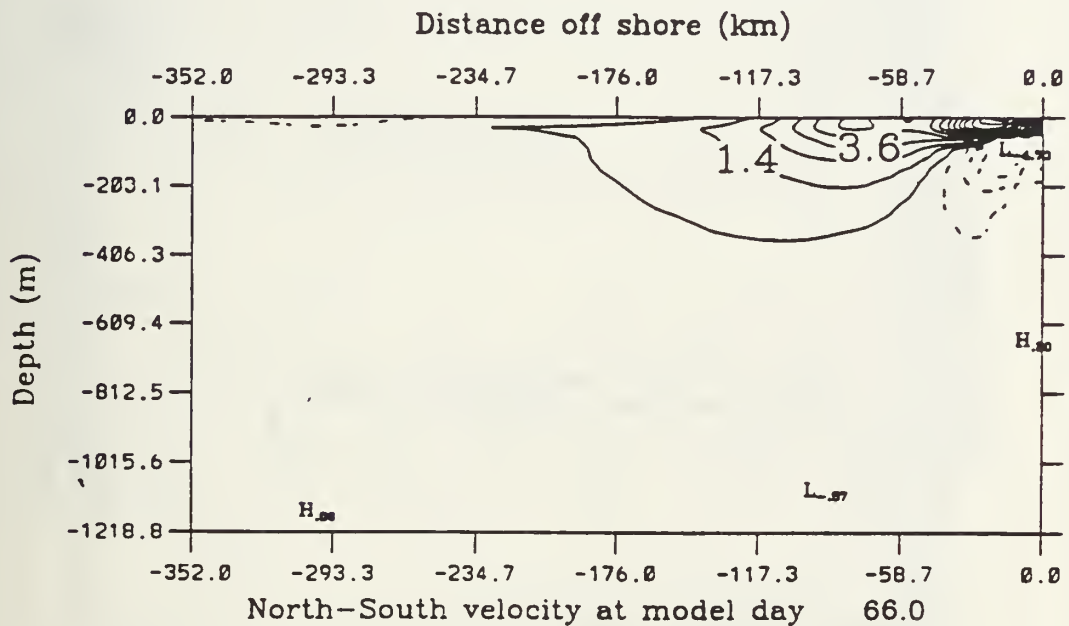 Distance off shore (km)
-352.0 -293.3 -234.7 -176.0 -117.3 -58.7 0.0
0.0
-203.1
-406.3
-609.4
-812.5
-1015.6
-1218.8
Depth (m)
1.4 3.6
L
H
H
L
-352.0 -293.3 -234.7 -176.0 -117.3 -58.7 0.0
North-South velocity at model day 66.0